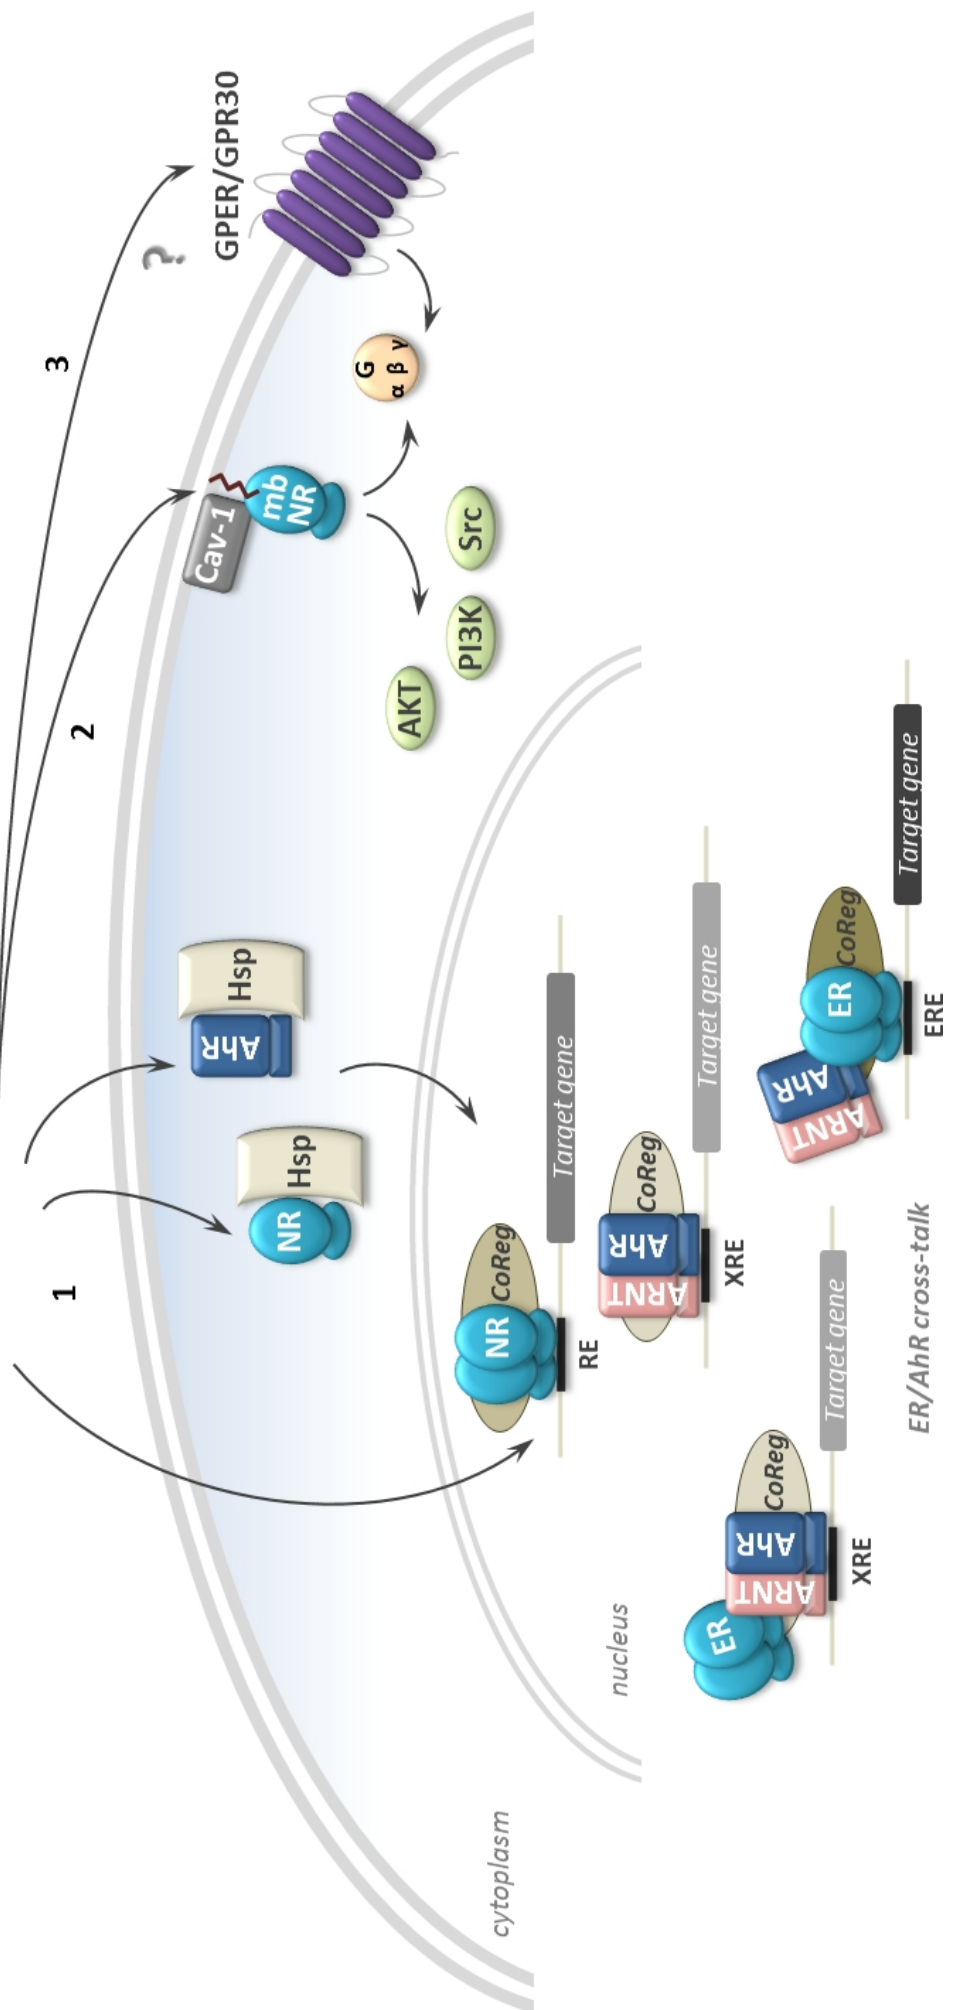 1
2
3
?
GPER/GPR30
Cav-1
mb
NR
G
α β γ
AhR
Hsp
NR
Hsp
AKT
PI3K
Src
cytoplasm
nucleus
NR
CoReg
Target gene
RE
ARNT
AhR
CoReg
Target gene
XRE
ER
ARNT
AhR
CoReg
Target gene
XRE
ARNT
AhR
ER
CoReg
Target gene
ERE
ER/AhR cross-talk